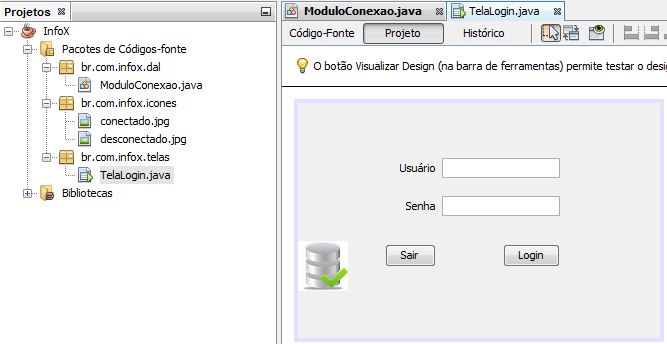 Projetos
InfoX
Pacotes de Códigos-fonte
br.com.infox.dal
ModuloConexao.java
br.com.infox.icones
conectado.jpg
desconectado.jpg
br.com.infox.telas
TelaLogin.java
Bibliotecas
ModuloConexao.java TelaLogin.java
Código-Fonte Projeto Histórico
O botão Visualizar Design (na barra de ferramentas) permite testar o desig
Usuário
Senha
Sair Login